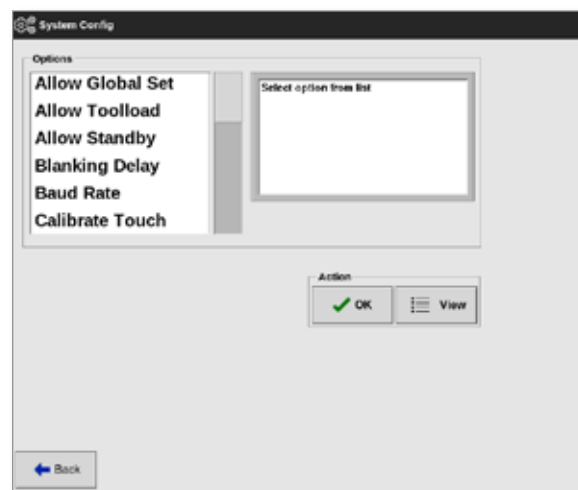 System Config
Options
Allow Global Set
Allow Toolload
Allow Standby
Blanking Delay
Baud Rate
Calibrate Touch
Select option from list
Action
OK
View
Back